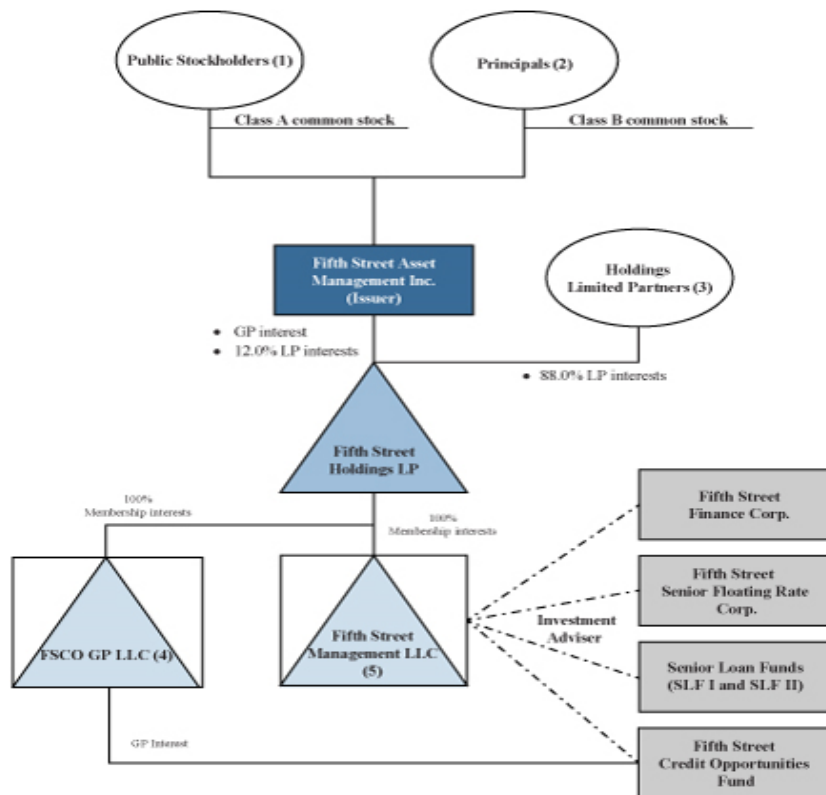 Public Stockholders (1)
Principals (2)
Class A common stock
Class B common stock
Fifth Street Asset
Management Inc.
(Issuer)
Holdings
Limited Partners (3)
• GP interest
• 12.0% LP interests
• 88.0% LP interests
Fifth Street
Holdings LP
100%
Membership interests
100%
Membership interests
Fifth Street
Finance Corp.
Fifth Street
Senior Floating Rate
Corp.
Investment
Adviser
FSCO GP LLC (4)
Fifth Street
Management LLC
(5)
Senior Loan Funds
(SLF I and SLF II)
GP Interest
Fifth Street
Credit Opportunities
Fund